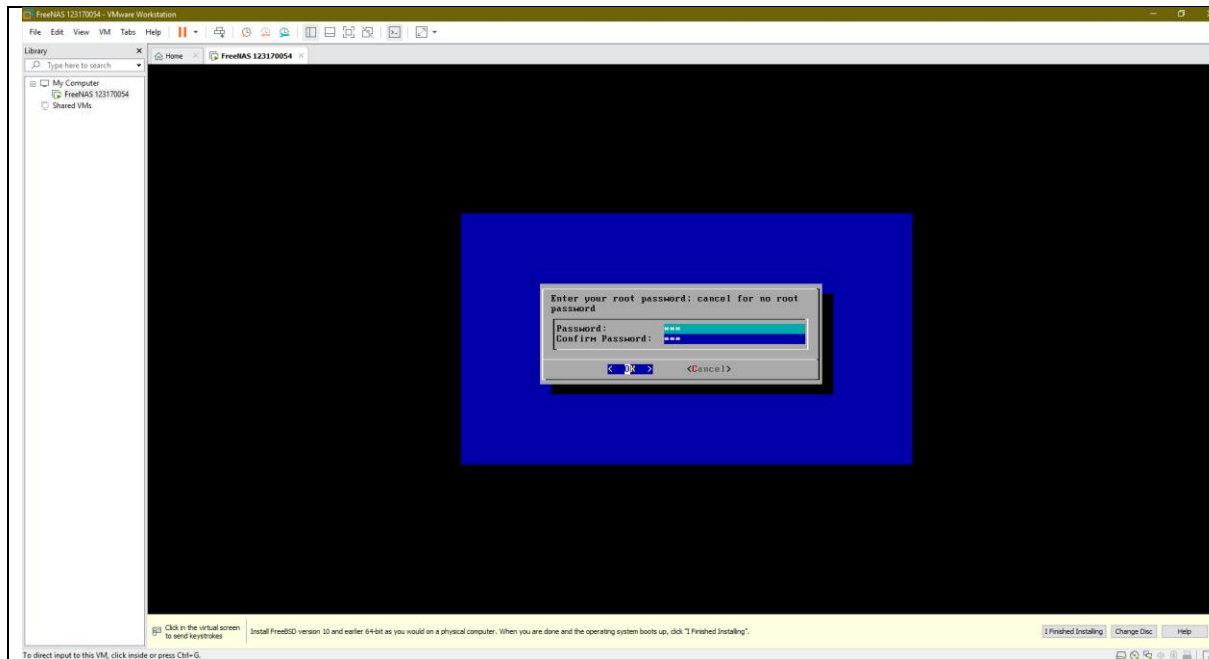 FreeNAS 123170054 - VMware Workstation
File Edit View VM Tabs Help
Library
Type here to search
Home
FreeNAS 123170054
My Computer
FreeNAS 123170054
Shared VMs
Enter your root password; cancel for no root
password
Password: ***
Confirm Password: ***
< OK > <Cancel>
Click in the virtual screen
to send keystrokes
Install FreeBSD version 10 and earlier 64-bit as you would on a physical computer. When you are done and the operating system boots up, click "I Finished Installing".
I Finished Installing Change Disc Help
To direct input to this VM, click inside or press Ctrl+G.